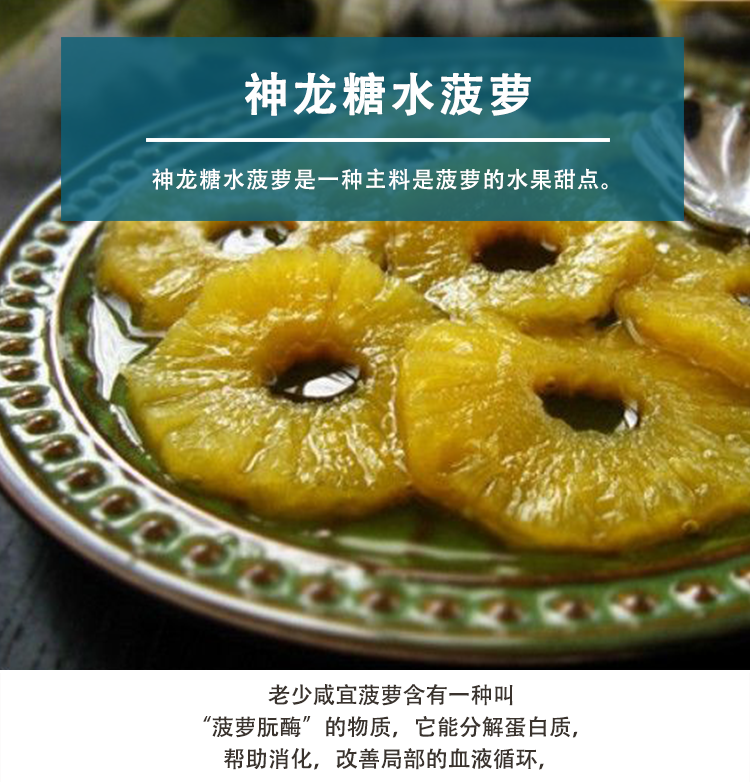 神龙糖水菠萝
神龙糖水菠萝是一种主料是菠萝的水果甜点。
老少咸宜菠萝含有一种叫
“菠萝朊酶”的物质，它能分解蛋白质，
帮助消化，改善局部的血液循环，